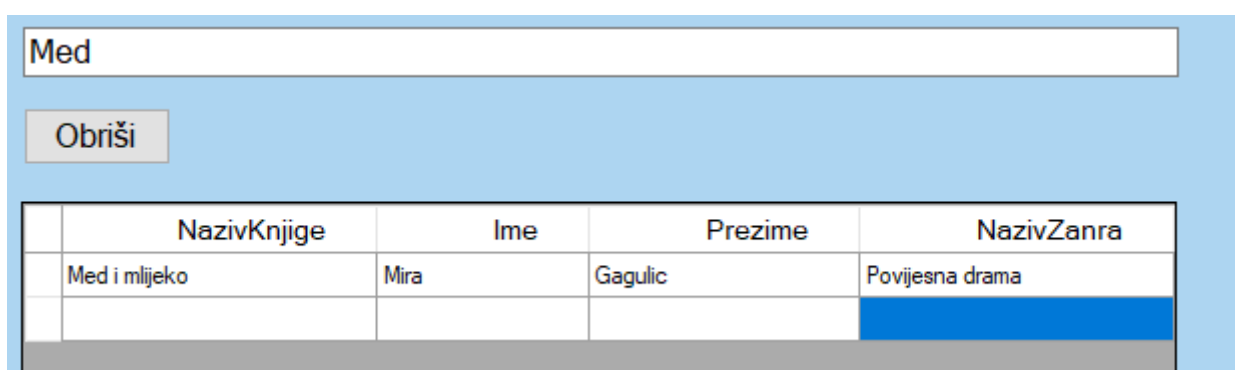 Med
Obriši
NazivKnjige Ime Prezime NazivZanra
Med i mlijeko Mira Gagulic Povijesna drama